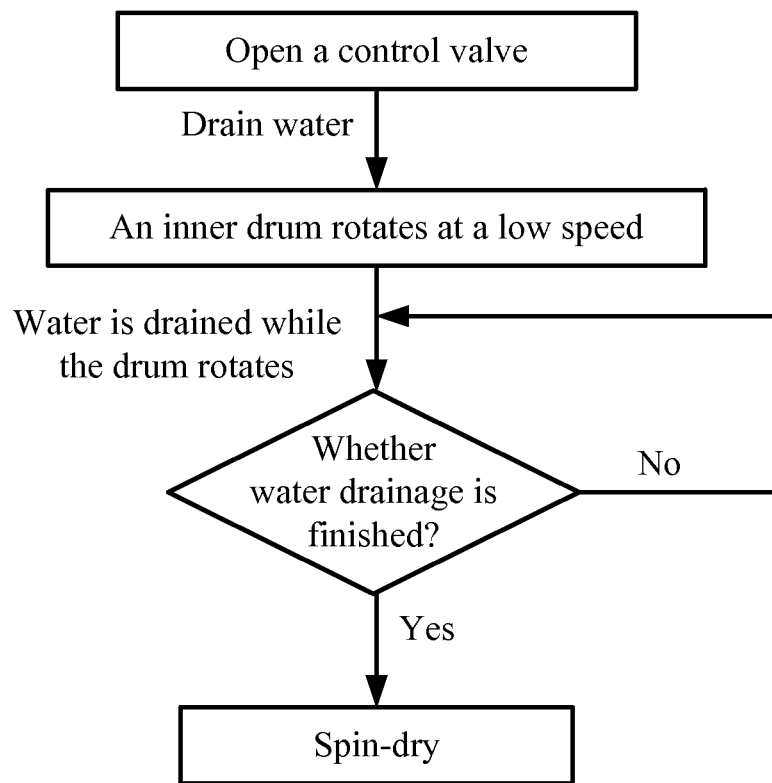 Open a control valve
Drain water
An inner drum rotates at a low speed
Water is drained while
the drum rotates
Whether
water drainage is
finished?
No
Yes
Spin-dry